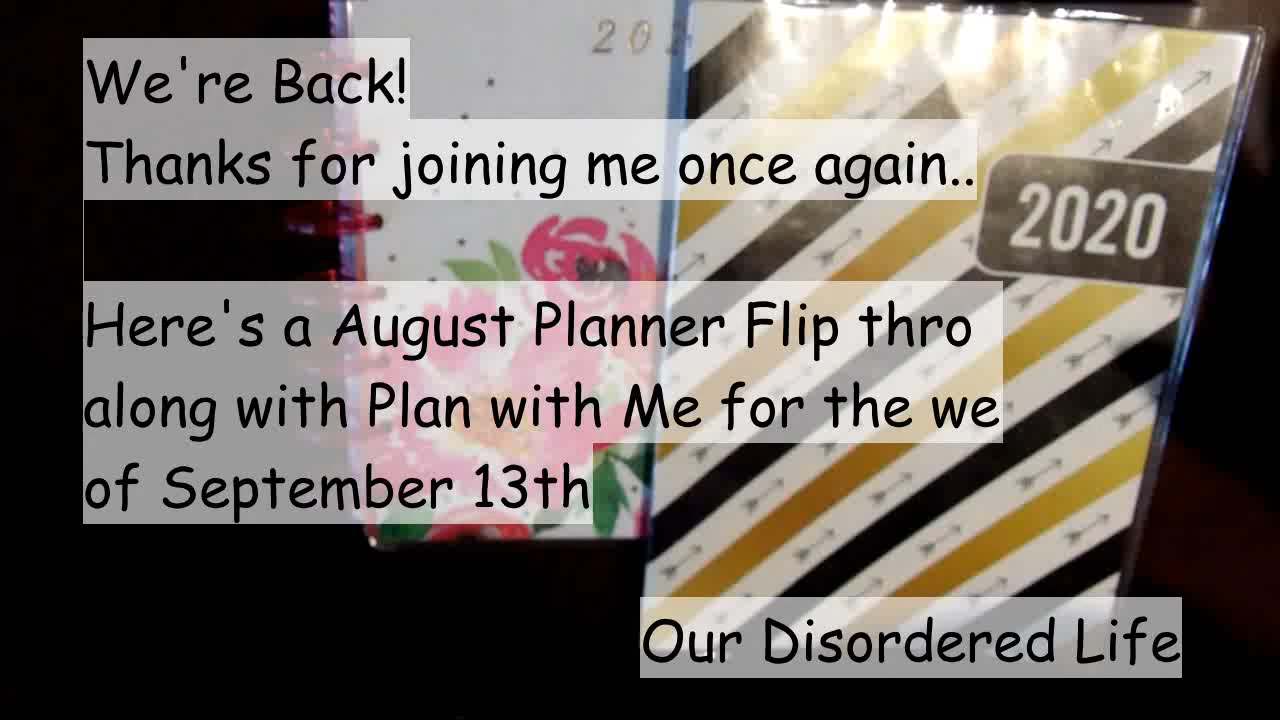 We're Back!
Thanks for joining me once again..
Here's a August Planner Flip thro
along with Plan with Me for the we
of September 13th
Our Disordered Life
2020